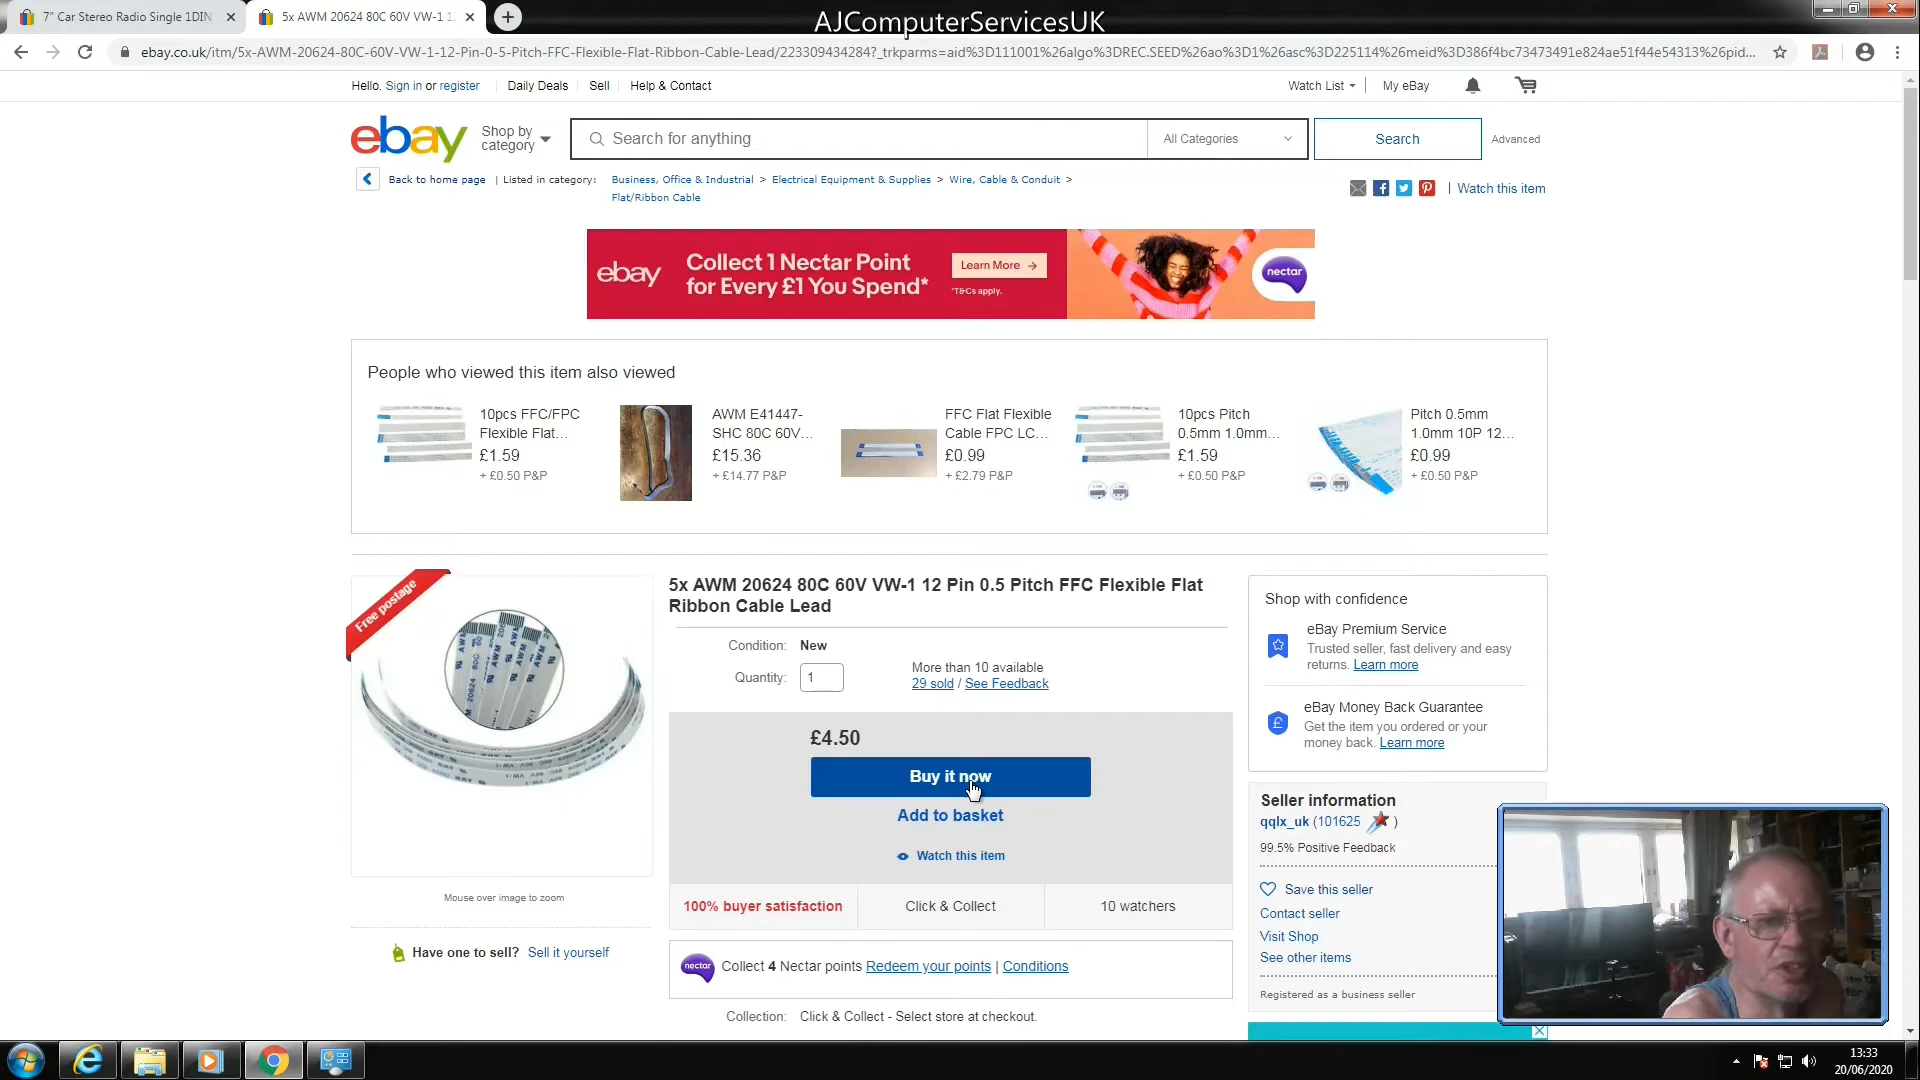 7" Car Stereo Radio Single 1DIN
5x AWM 20624 80C 60V VW-1 1
AJComputerServicesUK
ebay.co.uk/itm/5x-AWM-20624-80C-60V-VW-1-12-Pin-0-5-Pitch-FFC-Flexible-Flat-Ribbon-Cable-Lead/223309434284?_trkparms=aid%3D111001%26algo%3DREC.SEED%26ao%3D1%26asc%3D225114%26meid%3D386f4bc73473491e824ae51f44e54313%26pid...
Hello. Sign in or register
Daily Deals
Sell
Help & Contact
Watch List
My eBay
ebay
Shop by category
Search for anything
All Categories
Search
Advanced
Back to home page | Listed in category:
Business, Office & Industrial > Electrical Equipment & Supplies > Wire, Cable & Conduit >
Flat/Ribbon Cable
| Watch this item
ebay
Collect 1 Nectar Point
for Every £1 You Spend*
Learn More →
*T&Cs apply.
nectar
People who viewed this item also viewed
10pcs FFC/FPC
Flexible Flat...
£1.59
+ £0.50 P&P
AWM E41447-
SHC 80C 60V...
£15.36
+ £14.77 P&P
FFC Flat Flexible
Cable FPC LC...
£0.99
+ £2.79 P&P
10pcs Pitch
0.5mm 1.0mm...
£1.59
+ £0.50 P&P
Pitch 0.5mm
1.0mm 10P 12...
£0.99
+ £0.50 P&P
Free postage
5x AWM 20624 80C 60V VW-1 12 Pin 0.5 Pitch FFC Flexible Flat
Ribbon Cable Lead
Condition: New
Quantity: 1
More than 10 available
29 sold / See Feedback
£4.50
Buy it now
Add to basket
Watch this item
100% buyer satisfaction
Click & Collect
10 watchers
nectar
Collect 4 Nectar points Redeem your points | Conditions
Collection: Click & Collect - Select store at checkout.
Mouse over image to zoom
Have one to sell? Sell it yourself
Shop with confidence
eBay Premium Service
Trusted seller, fast delivery and easy
returns. Learn more
eBay Money Back Guarantee
Get the item you ordered or your
money back. Learn more
Seller information
qqlx_uk (101625 )
99.5% Positive Feedback
Save this seller
Contact seller
Visit Shop
See other items
Registered as a business seller
13:33
20/06/2020